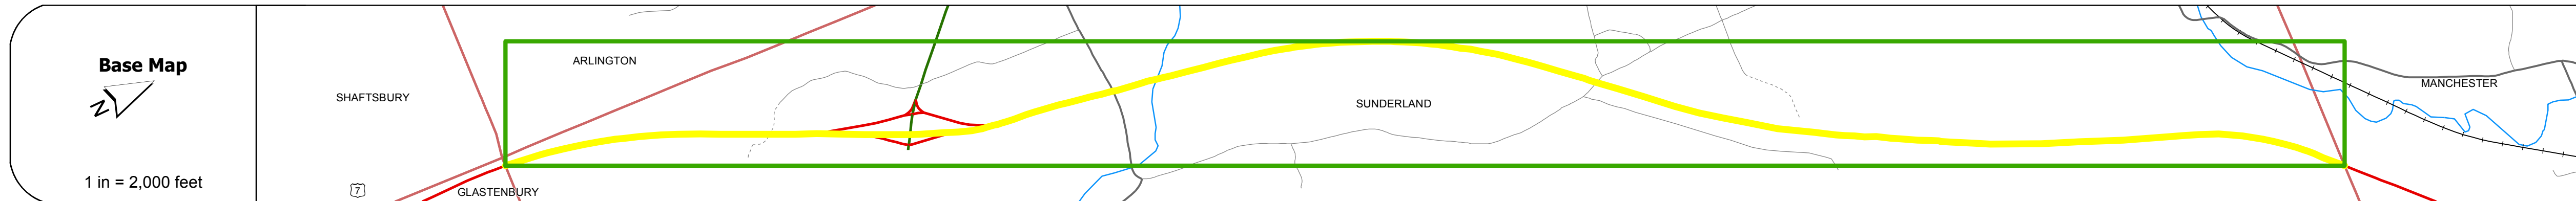 Base Map
N
1 in = 2,000 feet
SHAFTSBURY
7
GLASTENBURY
ARLINGTON
SUNDERLAND
MANCHESTER